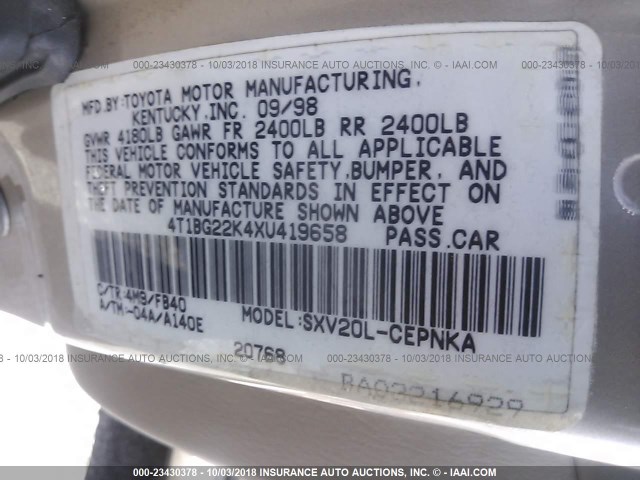 000-23430378 - 10/03/2018 INSURANCE AUTO AUCTIONS - © IAAI.COM
MFD.BY:TOYOTA MOTOR MANUFACTURING,
KENTUCKY,INC. 09/98
GVWR 4180LB GAWR FR 2400LB RR 2400LB
THIS VEHICLE CONFORMS TO ALL APPLICABLE
FEDERAL MOTOR VEHICLE SAFETY,BUMPER, AND
THEFT PREVENTION STANDARDS IN EFFECT ON
THE DATE OF MANUFACTURE SHOWN ABOVE
4T1BG22K4XU419658 PASS.CAR
C/TR:4M9/FB40
A/TM:-04A/A140E
MODEL:SXV20L-CEPNKA
20768
RA02216929
000-23430378 - 10/03/2018 INSURANCE AUTO AUCTIONS - © IAAI.COM